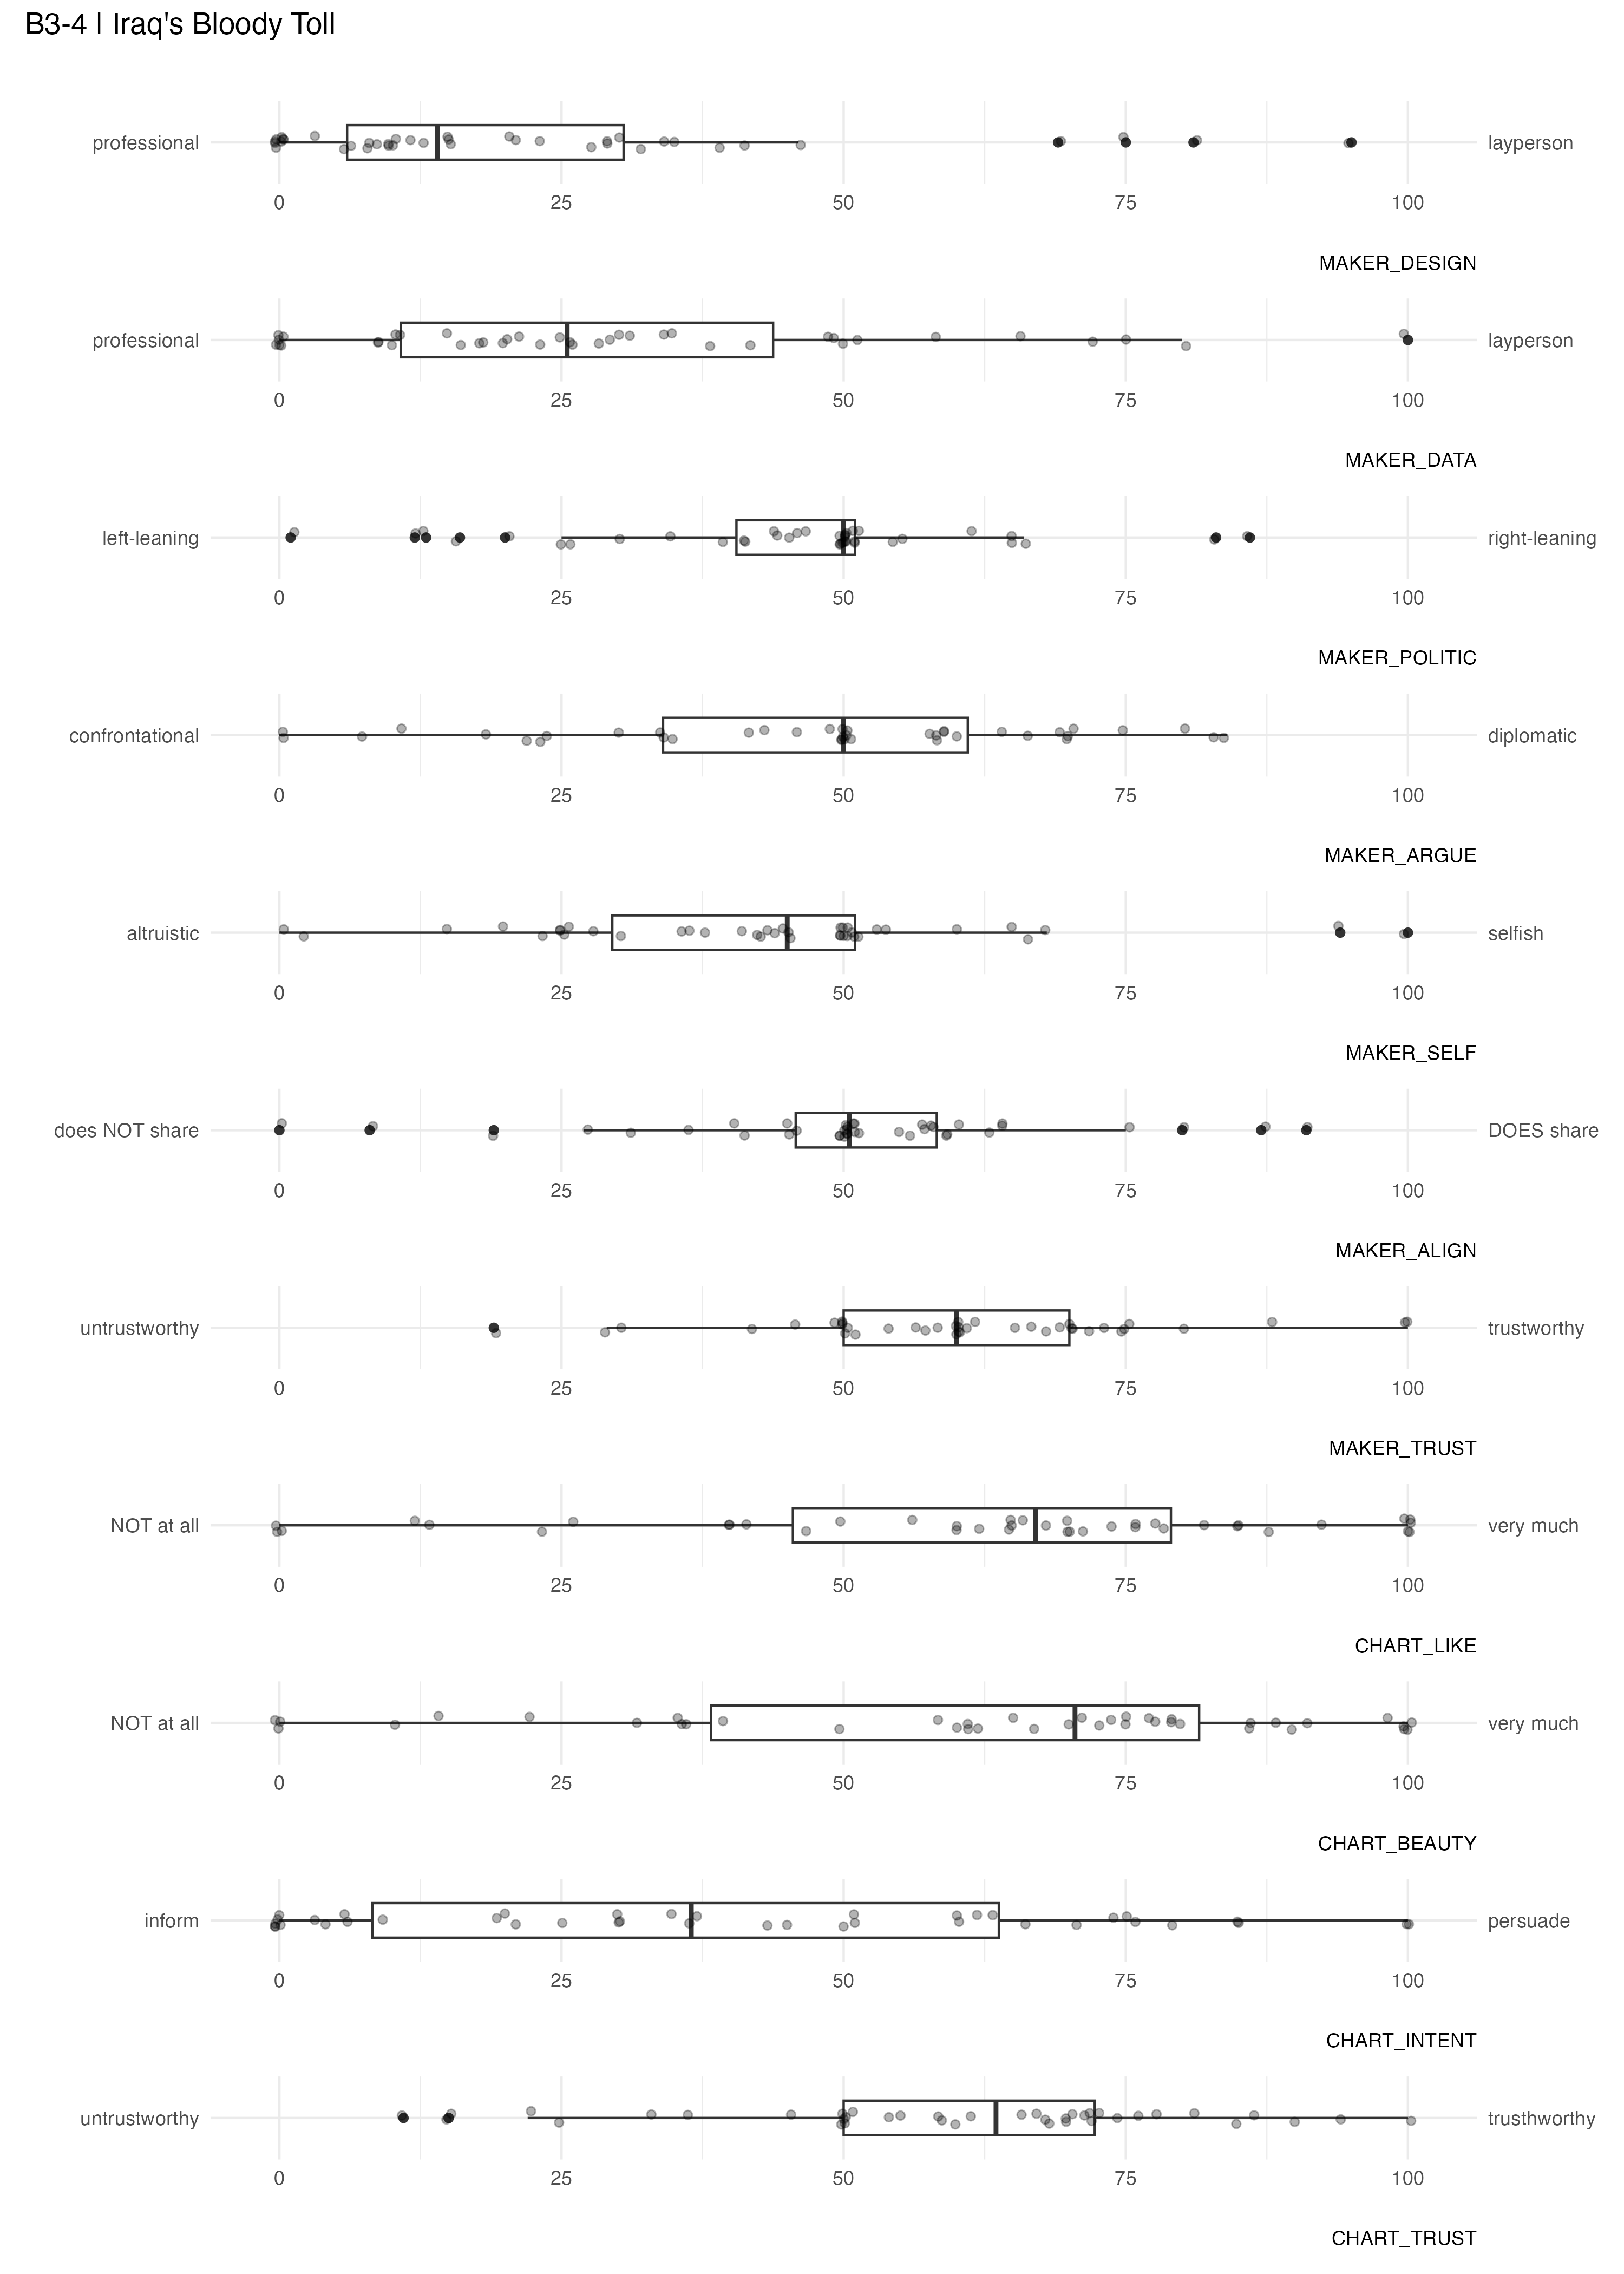 B3-4 | Iraq's Bloody Toll
professional layperson
0 25 50 75 100
MAKER_DESIGN
professional layperson
0 25 50 75 100
MAKER_DATA
left-leaning right-leaning
0 25 50 75 100
MAKER_POLITIC
confrontational diplomatic
0 25 50 75 100
MAKER_ARGUE
altruistic selfish
0 25 50 75 100
MAKER_SELF
does NOT share DOES share
0 25 50 75 100
MAKER_ALIGN
untrustworthy trustworthy
0 25 50 75 100
MAKER_TRUST
NOT at all very much
0 25 50 75 100
CHART_LIKE
NOT at all very much
0 25 50 75 100
CHART_BEAUTY
inform persuade
0 25 50 75 100
CHART_INTENT
untrustworthy trusthworthy
0 25 50 75 100
CHART_TRUST